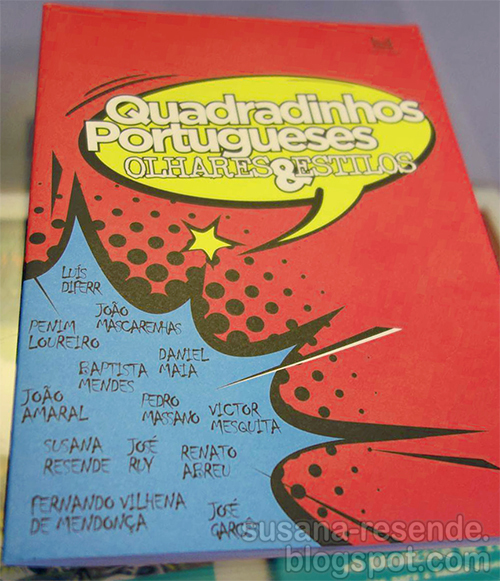 Quadradinhos
Portugueses
OLHARES & ESTILOS
LUÍS
DIFERR
JOÃO
MASCARENHAS
PENIM
LOUREIRO
DANIEL
MAIA
BAPTISTA
MENDES
JOÃO
AMARAL
PEDRO
MASSANO
VICTOR
MESQUITA
SUSANA
RESENDE
JOSÉ
RUY
RENATO
ABREU
FERNANDO VILHENA
DE MENDONÇA
JOSÉ
GARCÊS
susana-resende.
blogspot.com